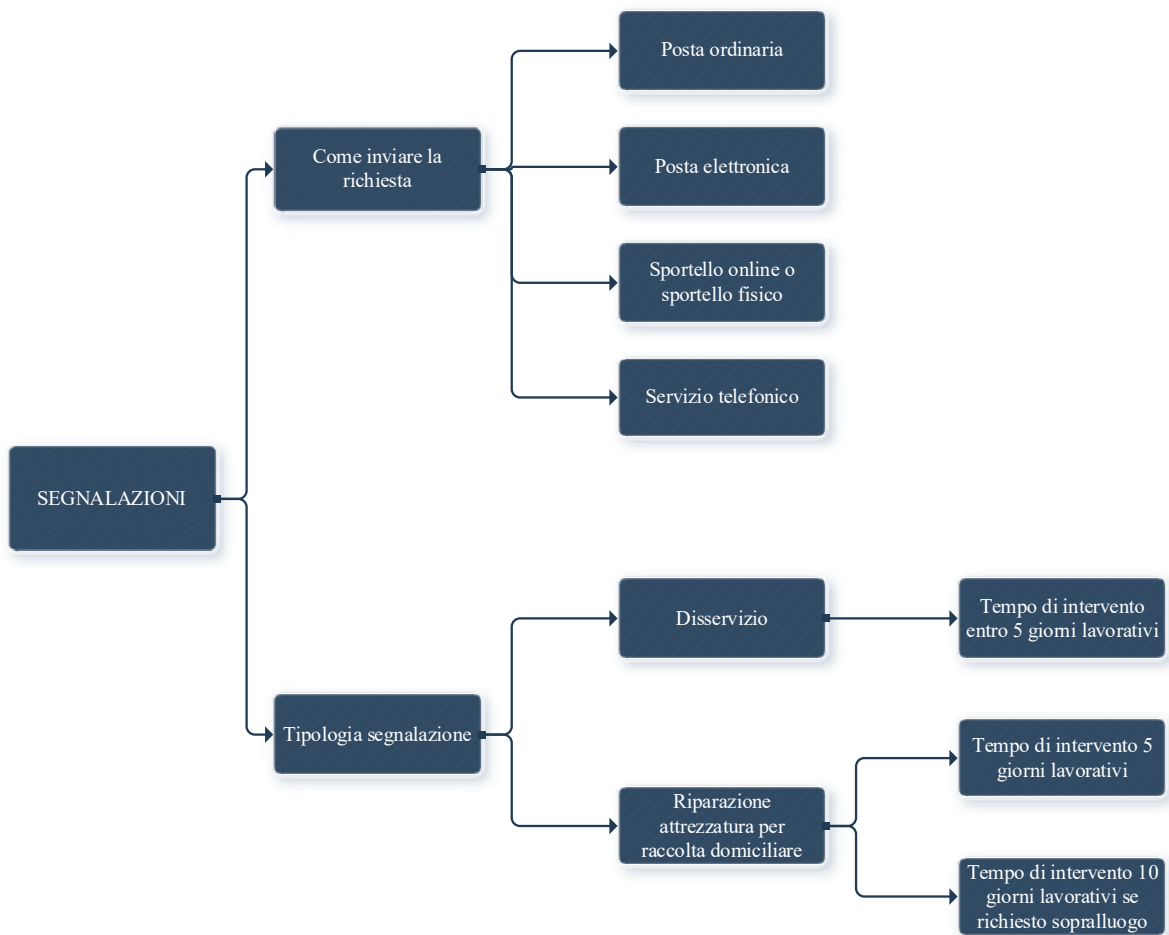 Posta ordinaria
Come inviare la
richiesta
Posta elettronica
Sportello online o
sportello fisico
Servizio telefonico
SEGNALAZIONI
Disservizio
Tempo di intervento
entro 5 giorni lavorativi
Tipologia segnalazione
Tempo di intervento 5
giorni lavorativi
Riparazione
attrezzatura per
raccolta domiciliare
Tempo di intervento 10
giorni lavorativi se
richiesto sopralluogo